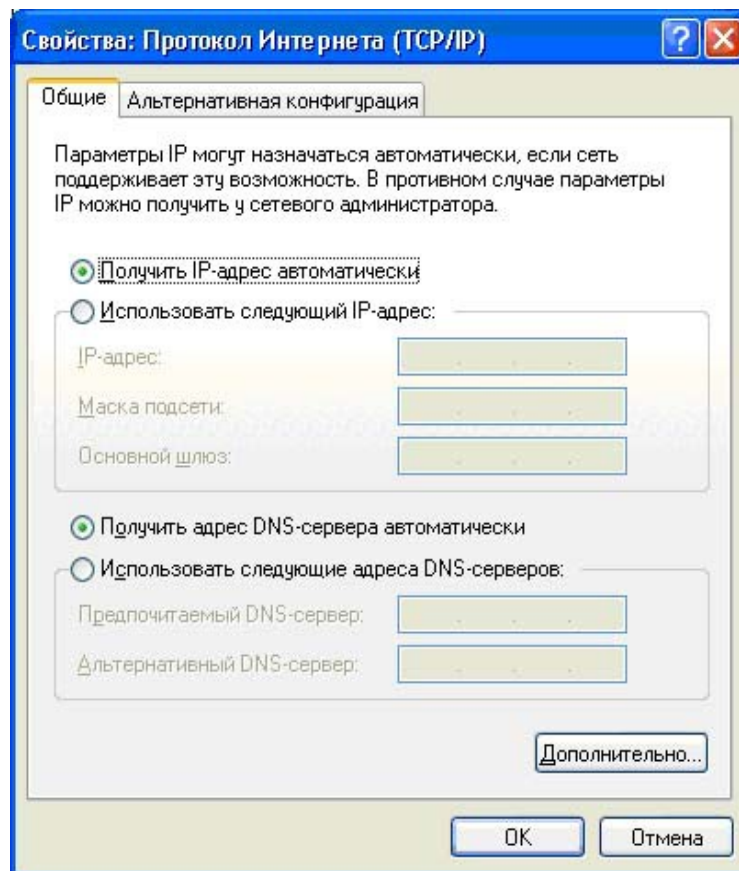 Свойства: Протокол Интернета (TCP/IP)
Общие
Альтернативная конфигурация
Параметры IP могут назначаться автоматически, если сеть
поддерживает эту возможность. В противном случае параметры
IP можно получить у сетевого администратора.
Получить IP-адрес автоматически
Использовать следующий IP-адрес:
IP-адрес:
Маска подсети:
Основной шлюз:
Получить адрес DNS-сервера автоматически
Использовать следующие адреса DNS-серверов:
Предпочитаемый DNS-сервер:
Альтернативный DNS-сервер:
Дополнительно...
OK
Отмена